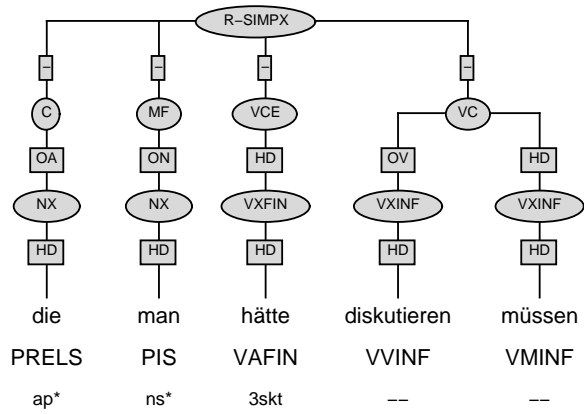 R–SIMPX
– – – –
C MF VCE VC
OA ON HD OV HD
NX NX VXFIN VXINF VXINF
HD HD HD HD HD
die man hätte diskutieren müssen
PRELS PIS VAFIN VVINF VMINF
ap* ns* 3skt –– ––